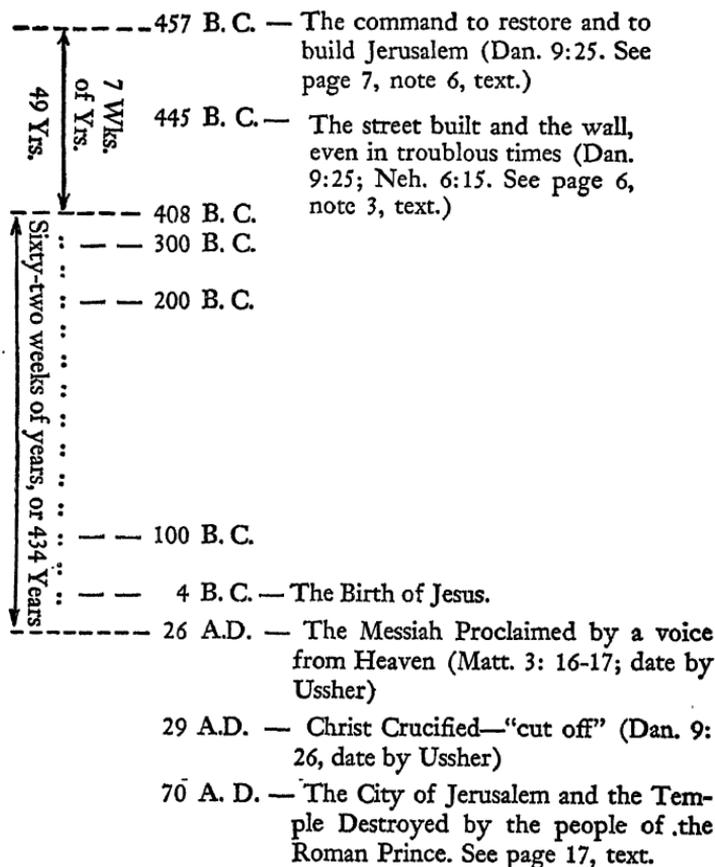 457 B. C. — The command to restore and to
build Jerusalem (Dan. 9:25. See
page 7, note 6, text.)
7 Wks.
of Yrs.
49 Yrs.
445 B. C. — The street built and the wall,
even in troublous times (Dan.
9:25; Neh. 6:15. See page 6,
note 3, text.)
408 B. C.
300 B. C.
200 B. C.
Sixty-two weeks of years, or 434 Years
100 B. C.
4 B. C. — The Birth of Jesus.
26 A.D. — The Messiah Proclaimed by a voice
from Heaven (Matt. 3: 16-17; date by
Ussher)
29 A.D. — Christ Crucified—“cut off” (Dan. 9:
26, date by Ussher)
70 A. D. — The City of Jerusalem and the Tem-
ple Destroyed by the people of the
Roman Prince. See page 17, text.